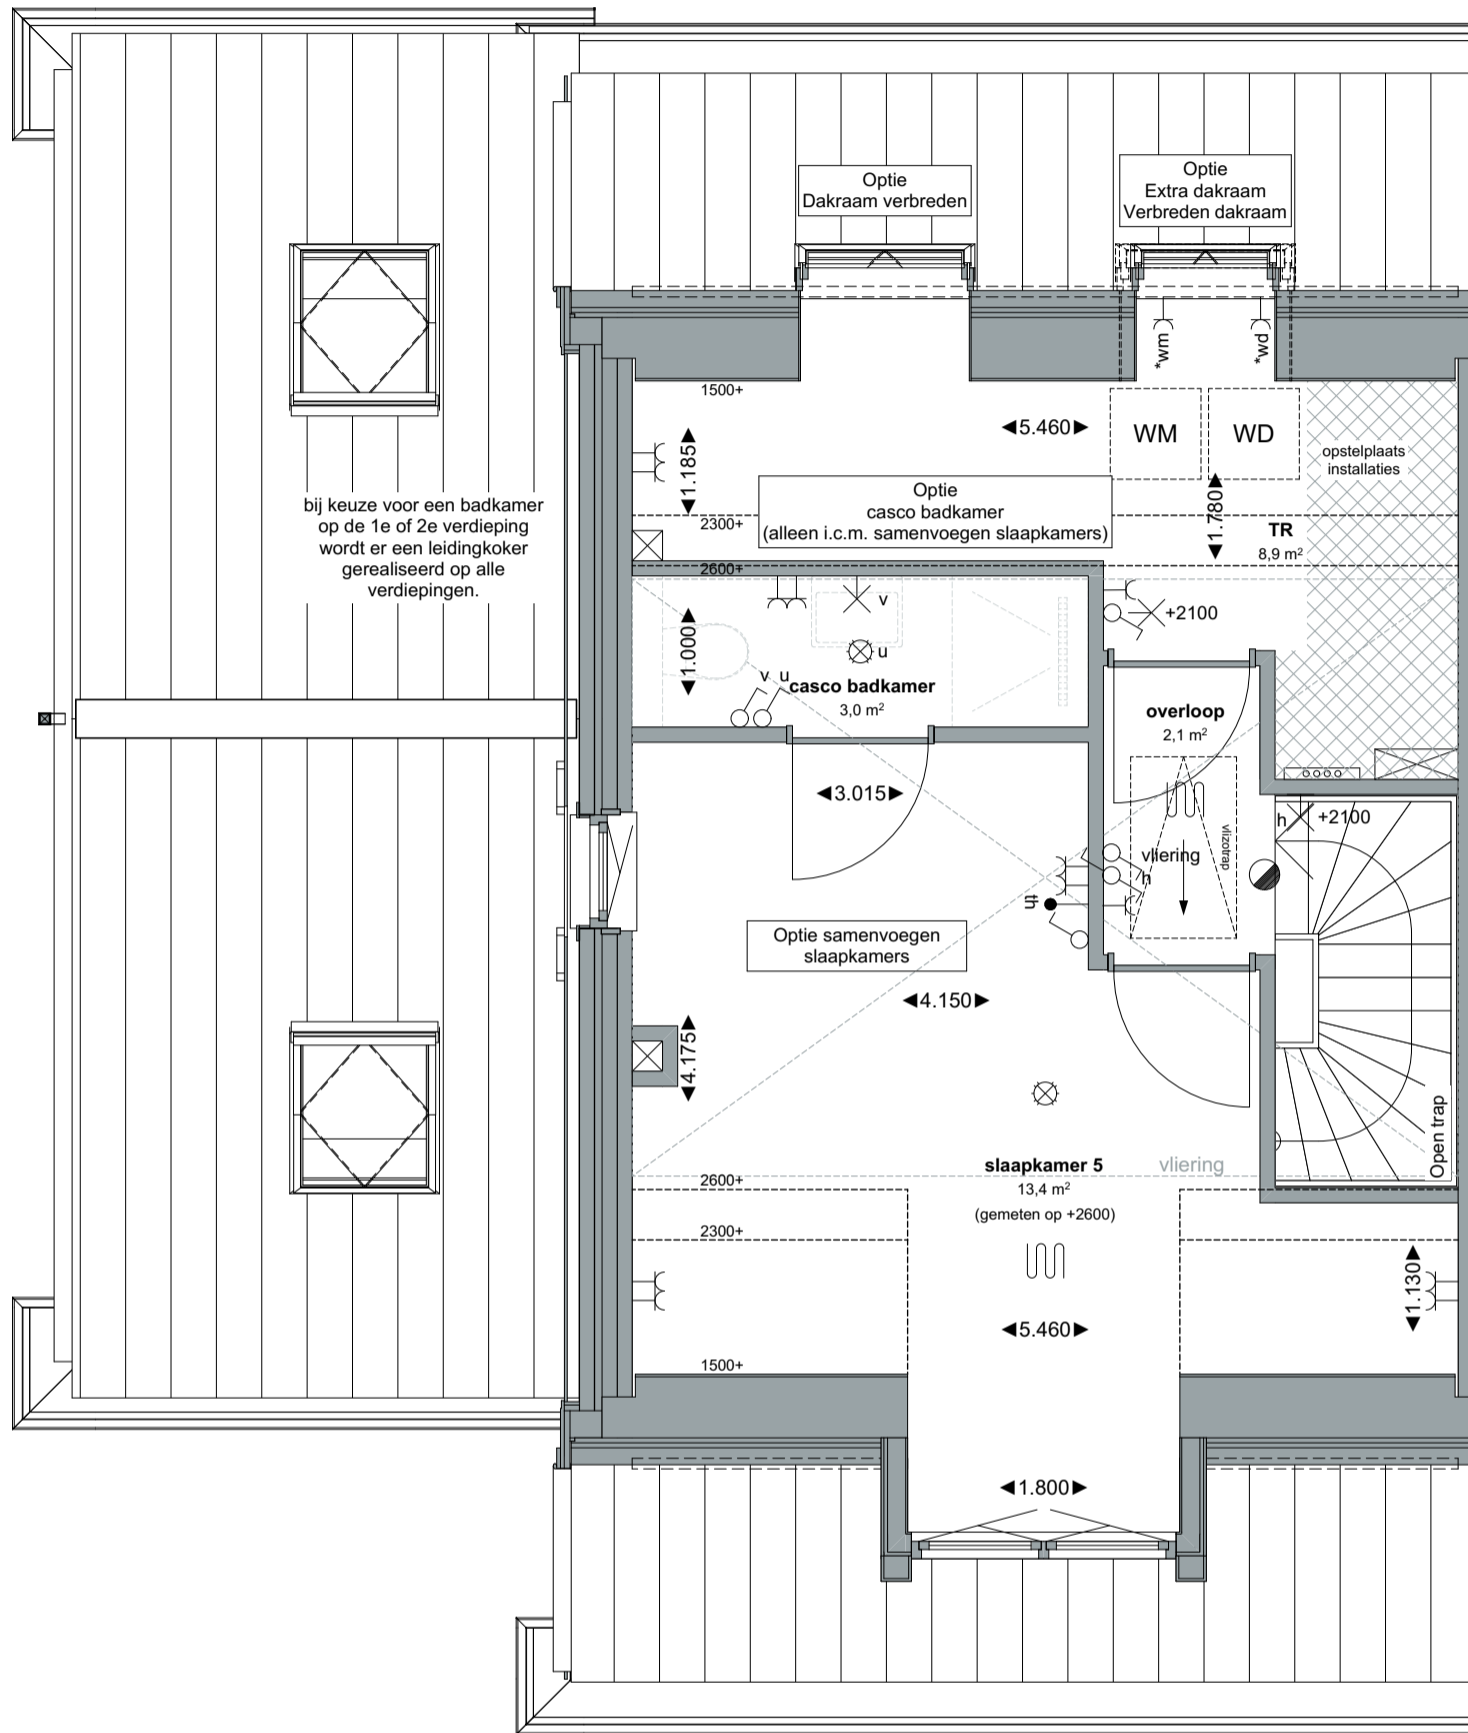 Optie
Dakraam verbreden
Optie
Extra dakraam
Verbreden dakraam
*wm
*wd
1500+
5.460
WM
WD
opstelplaats
installaties
1.185
bij keuze voor een badkamer
op de 1e of 2e verdieping
wordt er een leidingkoker
gerealiseerd op alle
verdiepingen.
Optie
casco badkamer
(alleen i.c.m. samenvoegen slaapkamers)
1.780
2300+
TR
8,9 m²
2600+
v
+2100
1.000
u
v u
casco badkamer
3,0 m²
overloop
2,1 m²
3.015
h
+2100
vlizotrap
vliering
h
th
Optie samenvoegen
slaapkamers
4.150
4.175
Open trap
slaapkamer 5
vliering
13,4 m²
(gemeten op +2600)
2600+
2300+
1.130
5.460
1500+
1.800